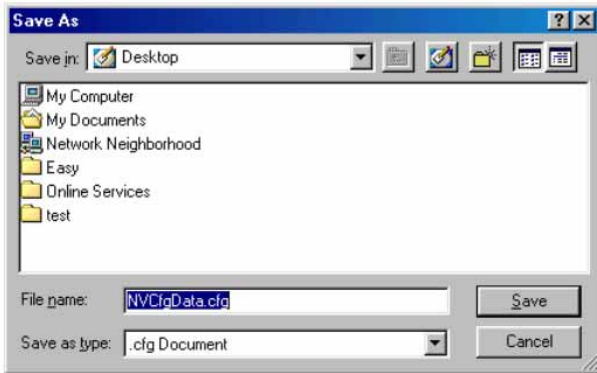 Save As
Save in: Desktop
My Computer
My Documents
Network Neighborhood
Easy
Online Services
test
File name: NVCfgData.cfg Save
Save as type: .cfg Document Cancel